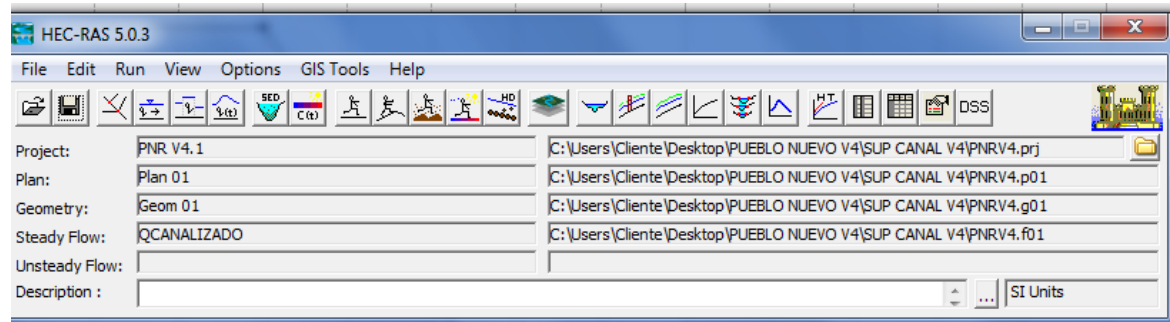 HEC-RAS 5.0.3
File Edit Run View Options GIS Tools Help
SED C(t) HD HT DSS
Project: PNR V4.1 C:\Users\Cliente\Desktop\PUEBLO NUEVO V4\SUP CANAL V4\PNRV4.prj
Plan: Plan 01 C:\Users\Cliente\Desktop\PUEBLO NUEVO V4\SUP CANAL V4\PNRV4.p01
Geometry: Geom 01 C:\Users\Cliente\Desktop\PUEBLO NUEVO V4\SUP CANAL V4\PNRV4.g01
Steady Flow: QCANALIZADO C:\Users\Cliente\Desktop\PUEBLO NUEVO V4\SUP CANAL V4\PNRV4.f01
Unsteady Flow:
Description : ... SI Units